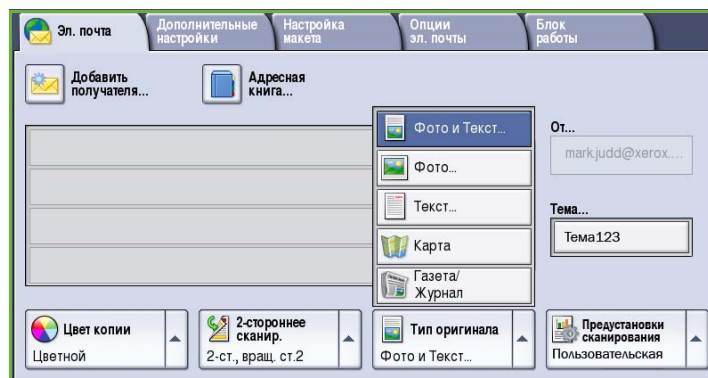 Эл. почта
Дополнительные
настройки
Настройка
макета
Опции
эл. почты
Блок
работы
Добавить
получателя...
Адресная
книга...
Фото и Текст...
Фото...
Текст...
Карта
Газета/
Журнал
От...
mark.judd@xerox....
Тема...
Тема123
Цвет копии
Цветной
2-стороннее
сканир.
2-ст., вращ. ст.2
Тип оригинала
Фото и Текст...
Предустановки
сканирования
Пользовательская